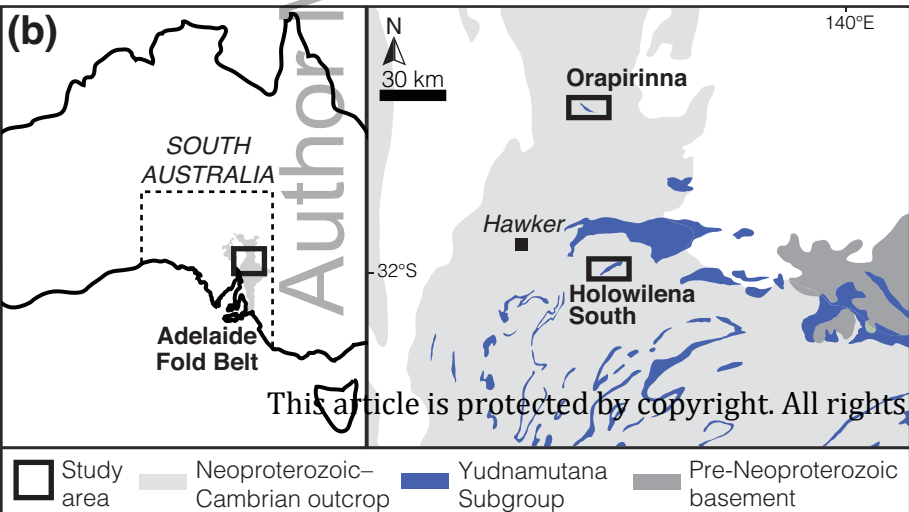 (b)
SOUTH
AUSTRALIA
Adelaide
Fold Belt
Author M
N
30 km
140°E
Orapirinna
Hawker
32°S
Holowilena
South
This article is protected by copyright. All rights
Study
area
Neoproterozoic–
Cambrian outcrop
Yudnamutana
Subgroup
Pre-Neoproterozoic
basement